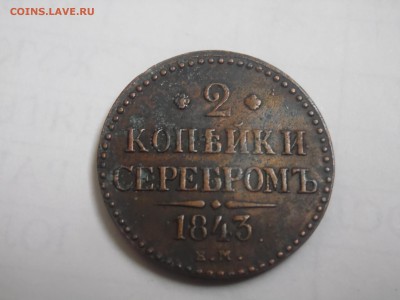 COINS.LAVE.RU
2
КОПѢЙКИ
СЕРЕБРОМЪ
1843
Е.М.